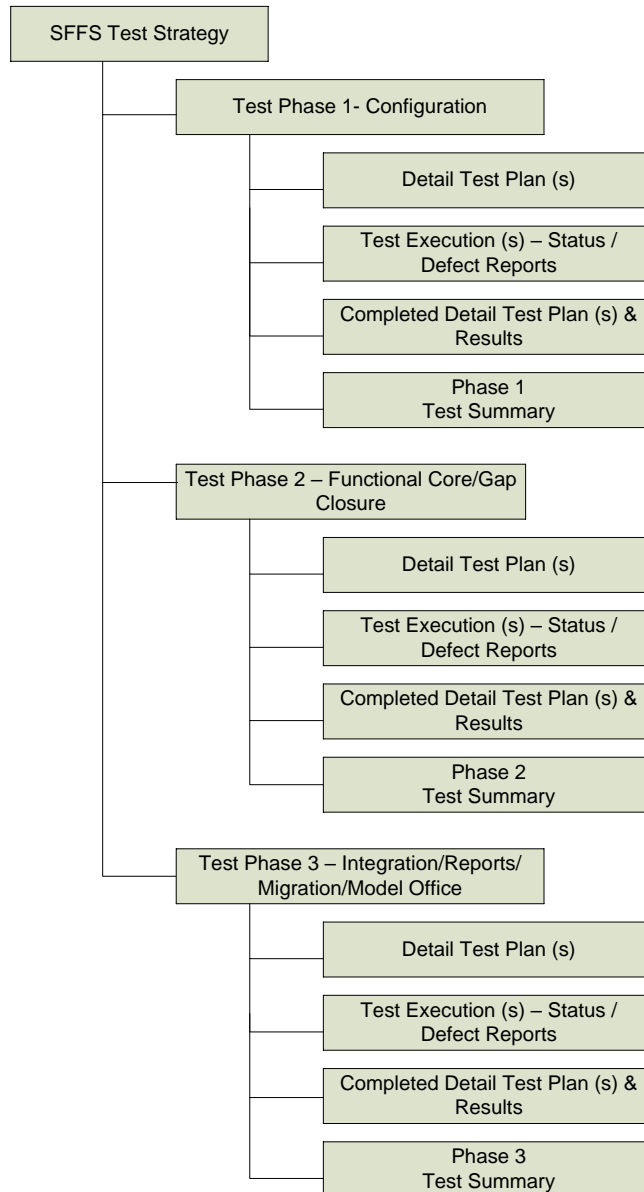 SFFS Test Strategy
Test Phase 1- Configuration
Detail Test Plan (s)
Test Execution (s) – Status /
Defect Reports
Completed Detail Test Plan (s) &
Results
Phase 1
Test Summary
Test Phase 2 – Functional Core/Gap
Closure
Detail Test Plan (s)
Test Execution (s) – Status /
Defect Reports
Completed Detail Test Plan (s) &
Results
Phase 2
Test Summary
Test Phase 3 – Integration/Reports/
Migration/Model Office
Detail Test Plan (s)
Test Execution (s) – Status /
Defect Reports
Completed Detail Test Plan (s) &
Results
Phase 3
Test Summary